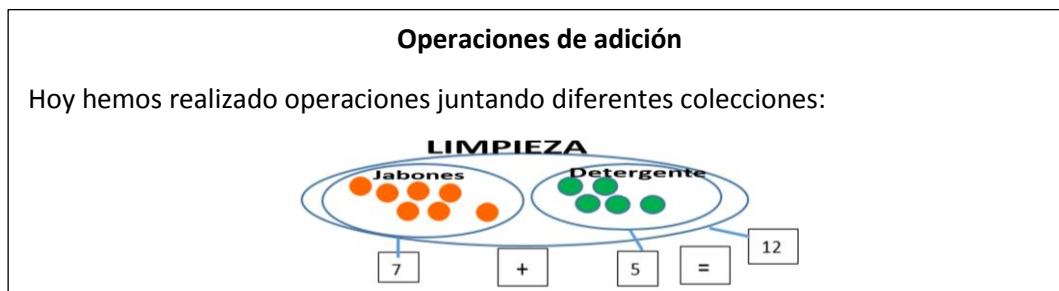 Operaciones de adición
Hoy hemos realizado operaciones juntando diferentes colecciones:
LIMPIEZA
Jabones Detergente
7 + 5 = 12